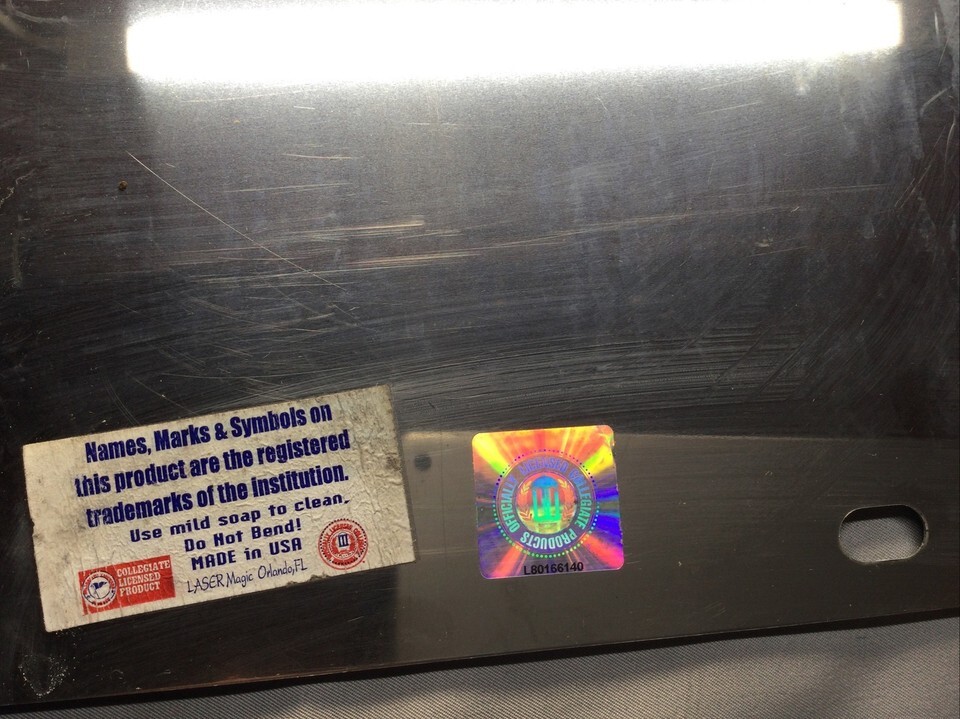 Names, Marks & Symbols on
this product are the registered
trademarks of the institution.
Use mild soap to clean.
Do Not Bend!
MADE in USA
LASER Magic Orlando, FL
COLLEGIATE
LICENSED
PRODUCT
OFFICIALLY LICENSED COLLEGIATE PRODUCTS
L80166140